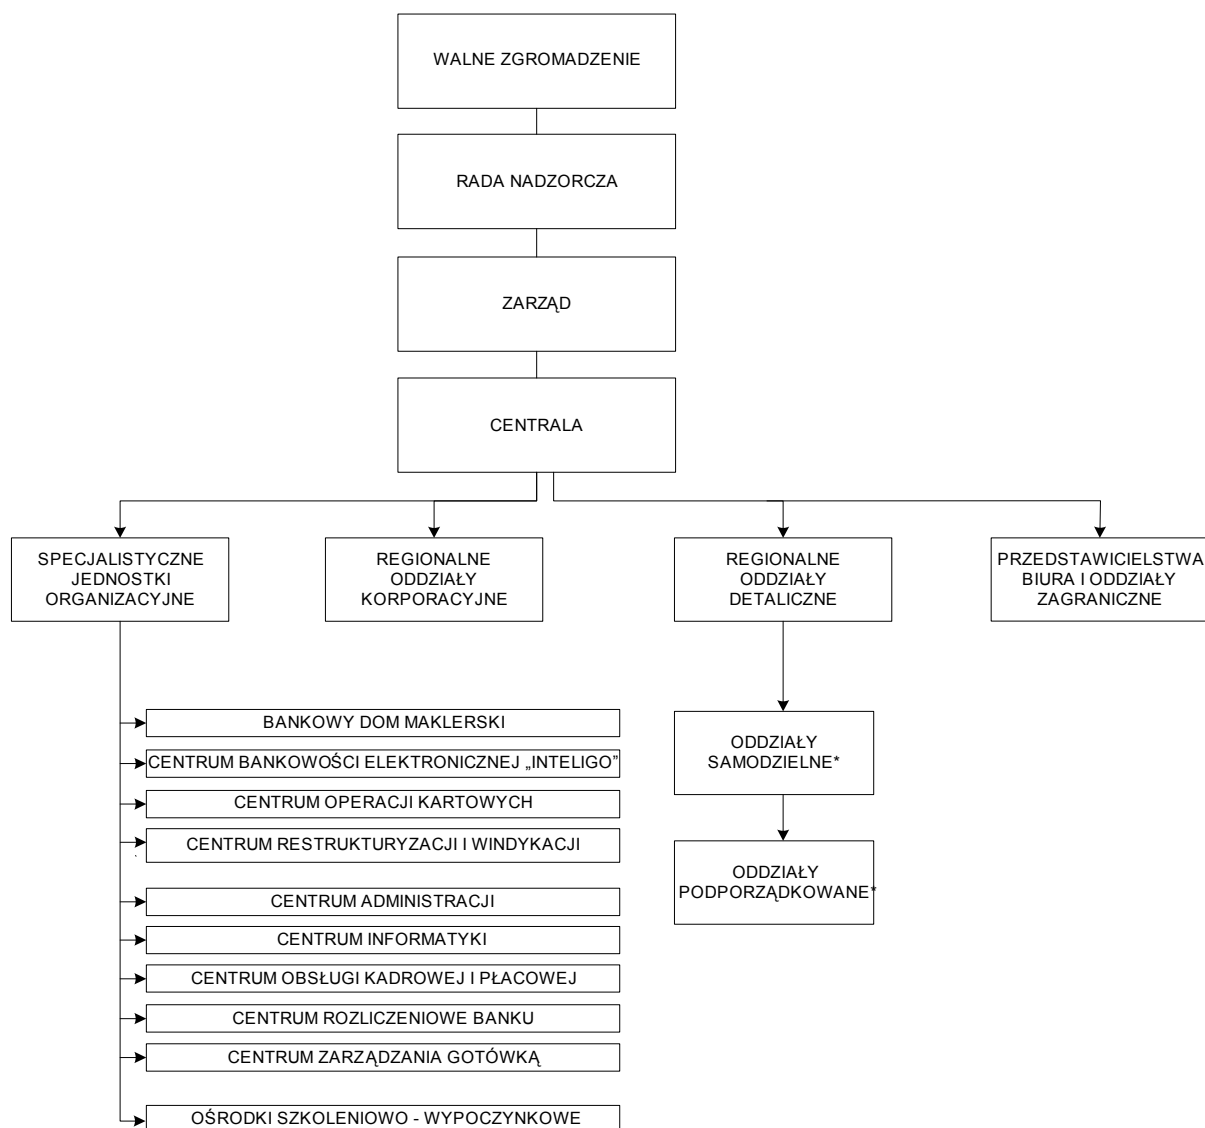 WALNE ZGROMADZENIE
RADA NADZORCZA
ZARZĄD
CENTRALA
SPECJALISTYCZNE
JEDNOSTKI
ORGANIZACYJNE
REGIONALNE
ODDZIAŁY
KORPORACYJNE
REGIONALNE
ODDZIAŁY
DETALICZNE
PRZEDSTAWICIELSTWA
BIURA I ODDZIAŁY
ZAGRANICZNE
BANKOWY DOM MAKLERSKI
CENTRUM BANKOWOŚCI ELEKTRONICZNEJ „INTELIGO”
CENTRUM OPERACJI KARTOWYCH
CENTRUM RESTRUKTURYZACJI I WINDYKACJI
CENTRUM ADMINISTRACJI
CENTRUM INFORMATYKI
CENTRUM OBSŁUGI KADROWEJ I PŁACOWEJ
CENTRUM ROZLICZENIOWE BANKU
CENTRUM ZARZĄDZANIA GOTÓWKĄ
OŚRODKI SZKOLENIOWO - WYPOCZYNKOWE
ODDZIAŁY
SAMODZIELNE*
ODDZIAŁY
PODPORZĄDKOWANE*